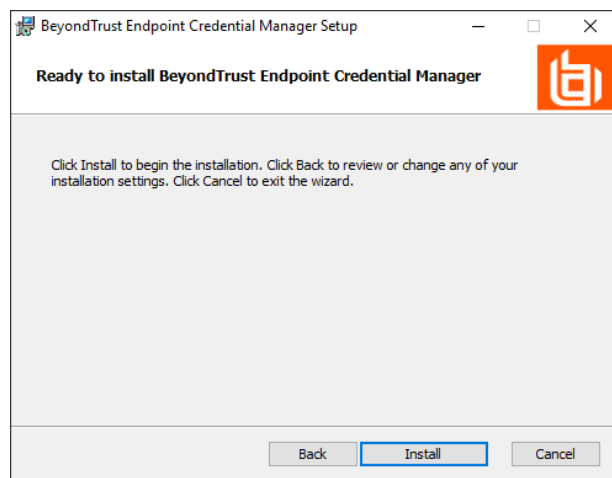 BeyondTrust Endpoint Credential Manager Setup
Ready to install BeyondTrust Endpoint Credential Manager
Click Install to begin the installation. Click Back to review or change any of your
installation settings. Click Cancel to exit the wizard.
Back Install Cancel